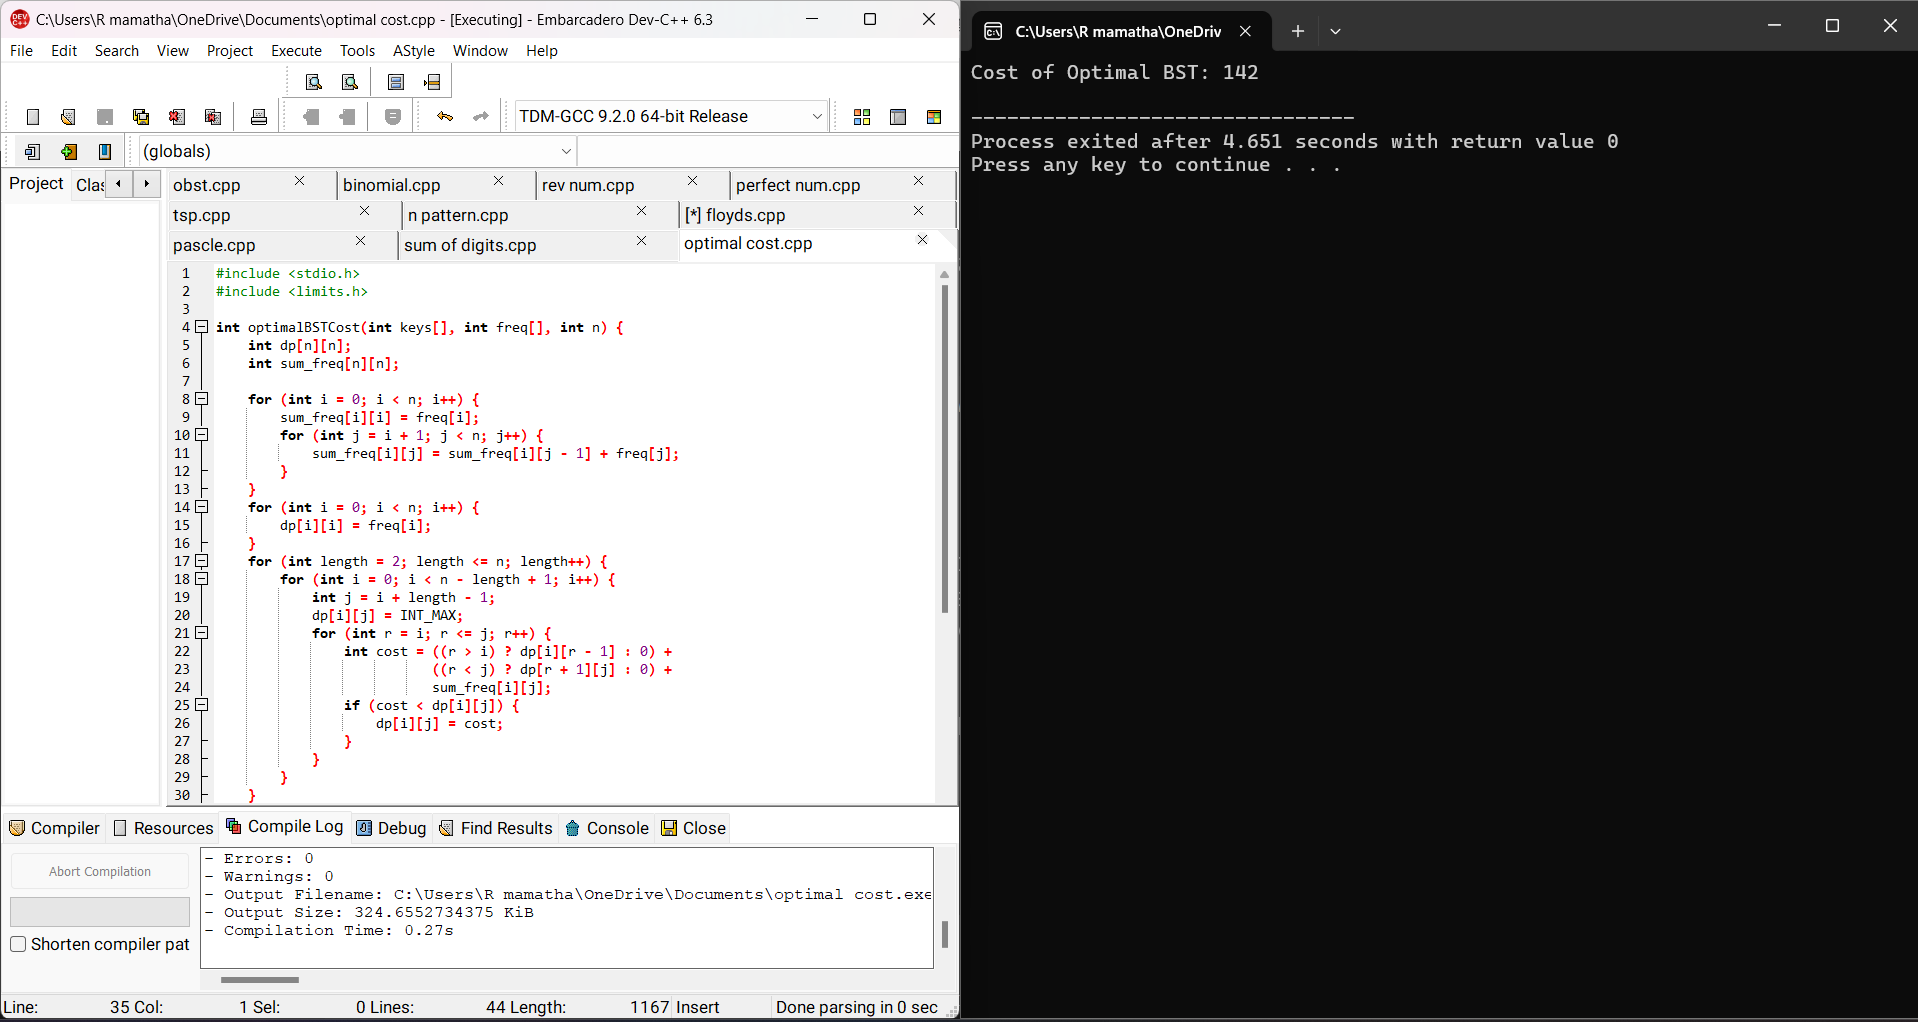 C:\Users\R mamatha\OneDrive\Documents\optimal cost.cpp - [Executing] - Embarcadero Dev-C++ 6.3
File Edit Search View Project Execute Tools AStyle Window Help
TDM-GCC 9.2.0 64-bit Release
(globals)
Project Clas
obst.cpp binomial.cpp rev num.cpp perfect num.cpp
tsp.cpp n pattern.cpp [*] floyds.cpp
pascle.cpp sum of digits.cpp optimal cost.cpp
1 #include <stdio.h>
2 #include <limits.h>
3
4 int optimalBSTCost(int keys[], int freq[], int n) {
5 int dp[n][n];
6 int sum_freq[n][n];
7
8 for (int i = 0; i < n; i++) {
9 sum_freq[i][i] = freq[i];
10 for (int j = i + 1; j < n; j++) {
11 sum_freq[i][j] = sum_freq[i][j - 1] + freq[j];
12 }
13 }
14 for (int i = 0; i < n; i++) {
15 dp[i][i] = freq[i];
16 }
17 for (int length = 2; length <= n; length++) {
18 for (int i = 0; i < n - length + 1; i++) {
19 int j = i + length - 1;
20 dp[i][j] = INT_MAX;
21 for (int r = i; r <= j; r++) {
22 int cost = ((r > i) ? dp[i][r - 1] : 0) +
23 ((r < j) ? dp[r + 1][j] : 0) +
24 sum_freq[i][j];
25 if (cost < dp[i][j]) {
26 dp[i][j] = cost;
27 }
28 }
29 }
30 }
Compiler Resources Compile Log Debug Find Results Console Close
Abort Compilation
Shorten compiler pat
- Errors: 0
- Warnings: 0
- Output Filename: C:\Users\R mamatha\OneDrive\Documents\optimal cost.exe
- Output Size: 324.6552734375 KiB
- Compilation Time: 0.27s
Line: 35 Col: 1 Sel: 0 Lines: 44 Length: 1167 Insert Done parsing in 0 sec
C:\Users\R mamatha\OneDriv
Cost of Optimal BST: 142
--------------------------------
Process exited after 4.651 seconds with return value 0
Press any key to continue . . .